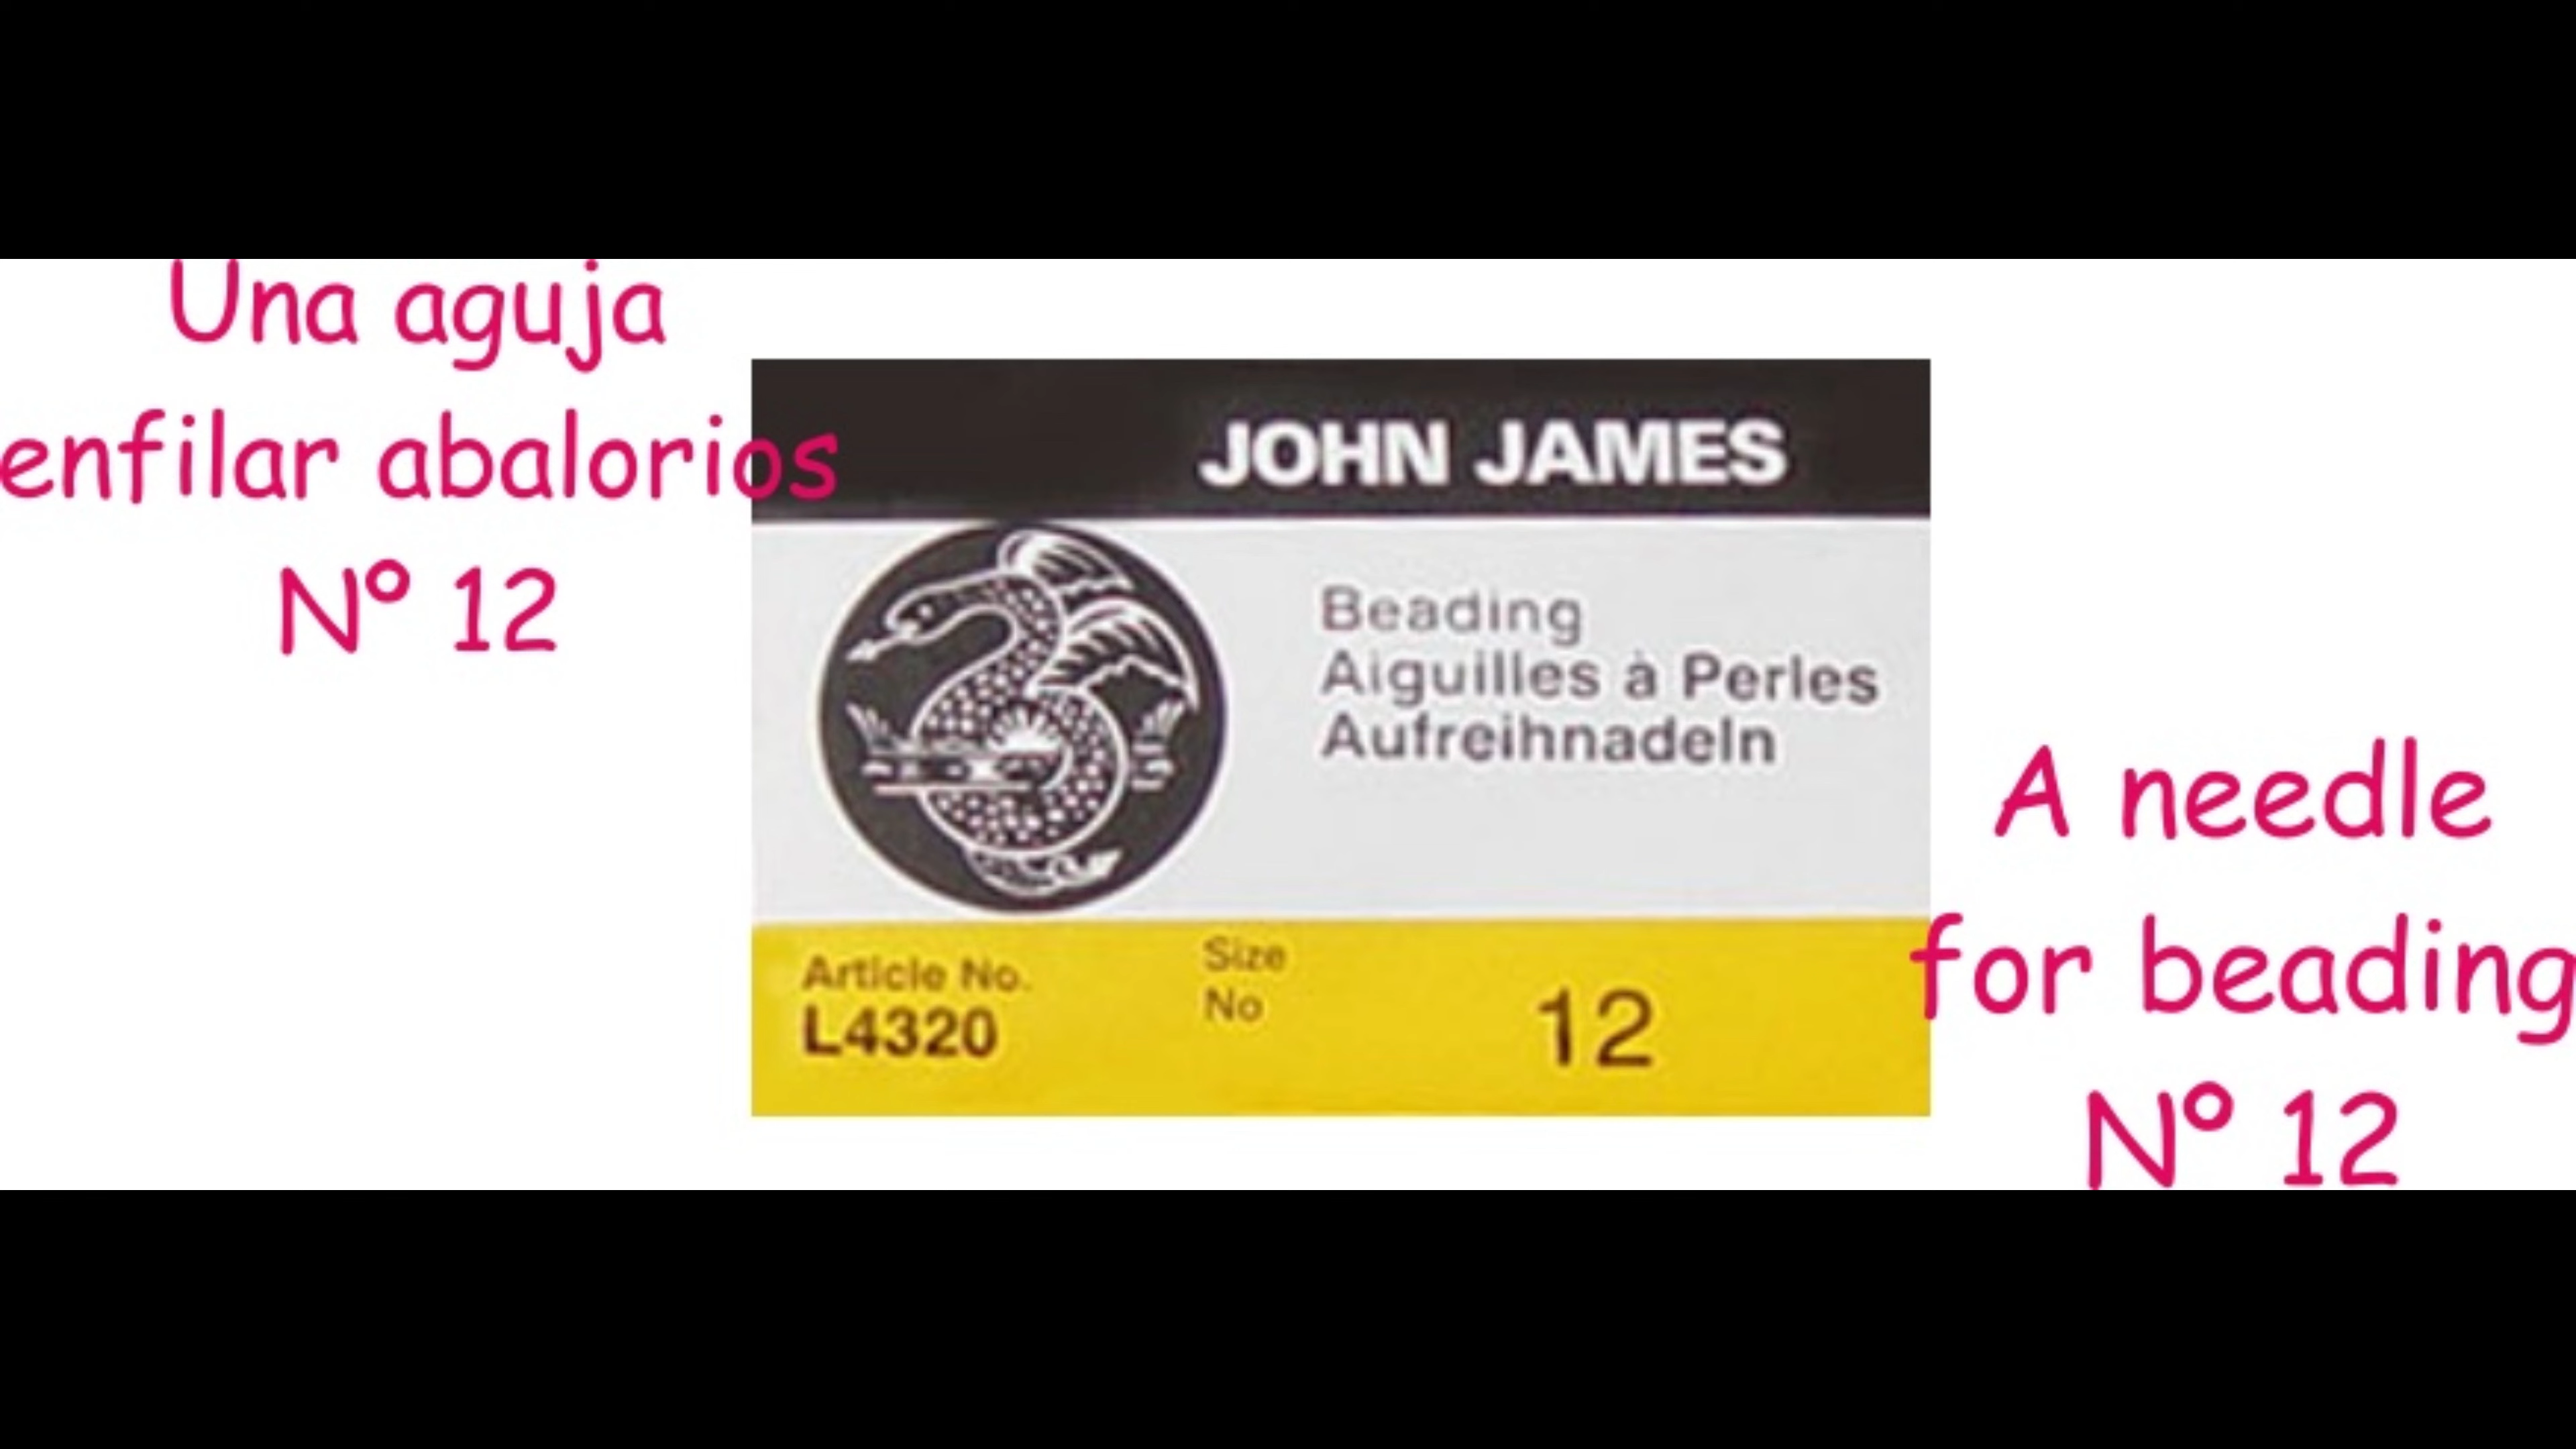 Una aguja
enfilar abalorios
Nº 12
JOHN JAMES
Beading
Aiguilles à Perles
Aufreihnadeln
Article No.
L4320
Size
No
12
A needle
for beading
Nº 12